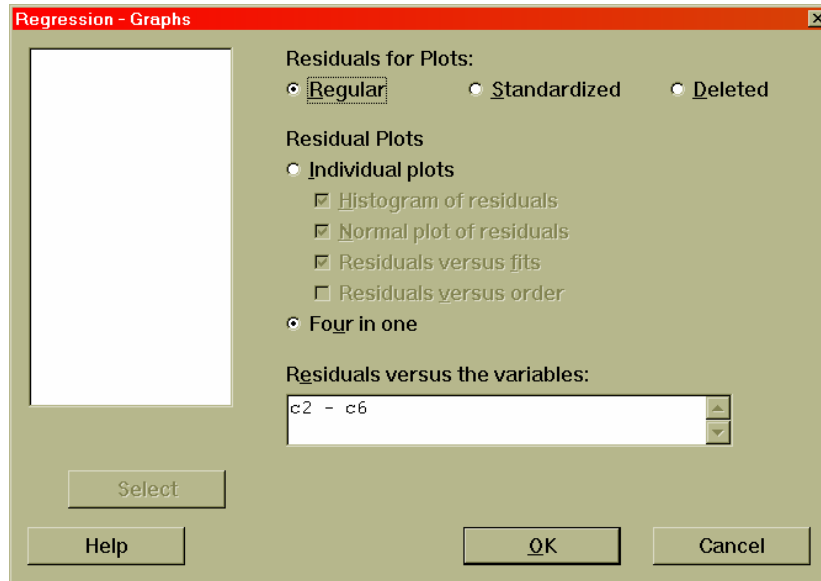 Regression - Graphs
Residuals for Plots:
Regular Standardized Deleted
Residual Plots
Individual plots
Histogram of residuals
Normal plot of residuals
Residuals versus fits
Residuals versus order
Four in one
Residuals versus the variables:
c2 - c6
Select
Help OK Cancel